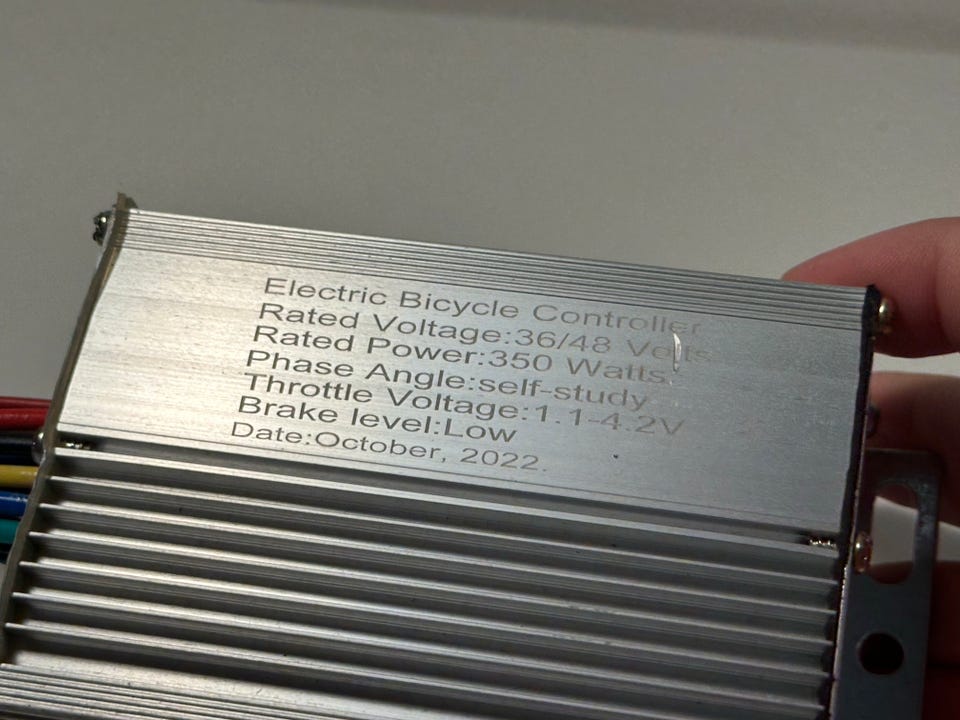 Electric Bicycle Controller
Rated Voltage:36/48 Volts
Rated Power:350 Watts.
Phase Angle:self-study
Throttle Voltage:1.1-4.2V
Brake level:Low
Date:October, 2022.